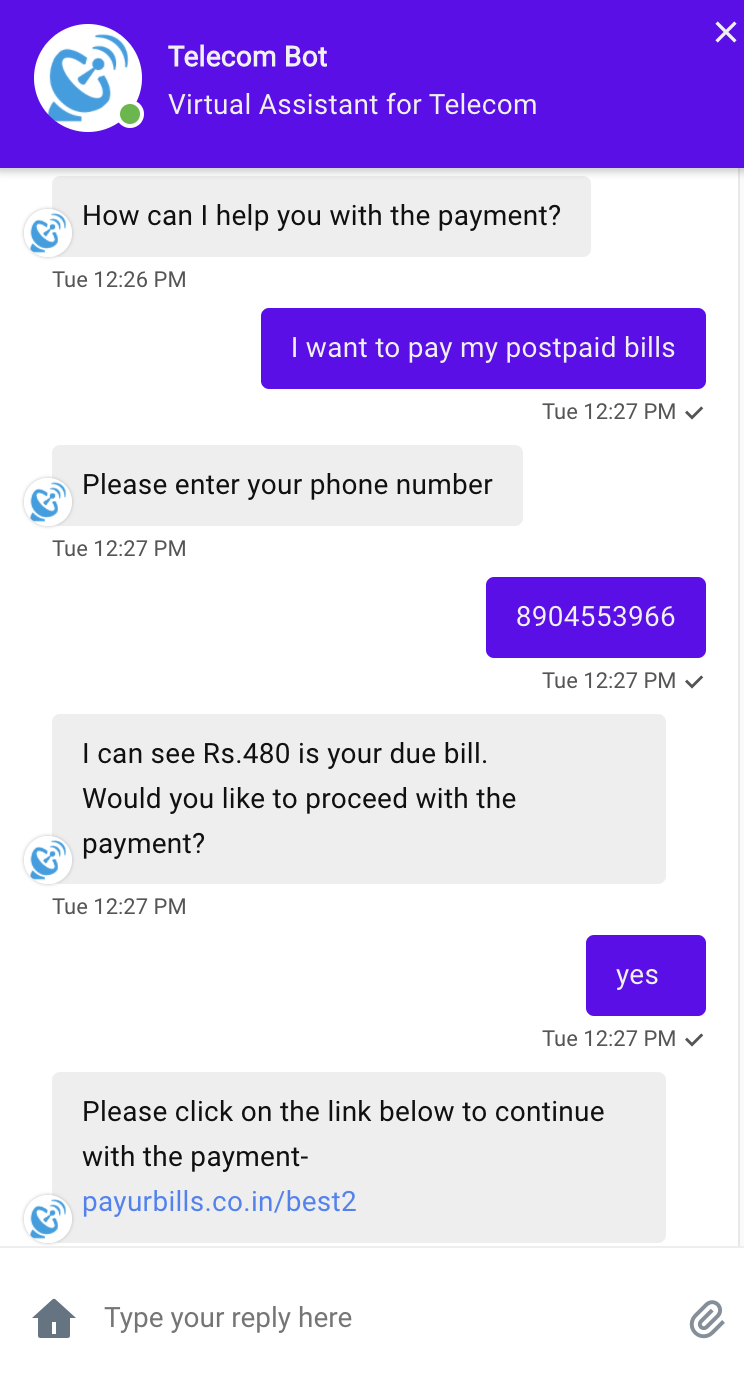 Telecom Bot
Virtual Assistant for Telecom
How can I help you with the payment?
Tue 12:26 PM
I want to pay my postpaid bills
Tue 12:27 PM
Please enter your phone number
Tue 12:27 PM
8904553966
Tue 12:27 PM
I can see Rs.480 is your due bill.
Would you like to proceed with the
payment?
Tue 12:27 PM
yes
Tue 12:27 PM
Please click on the link below to continue
with the payment-
payurbills.co.in/best2
Type your reply here